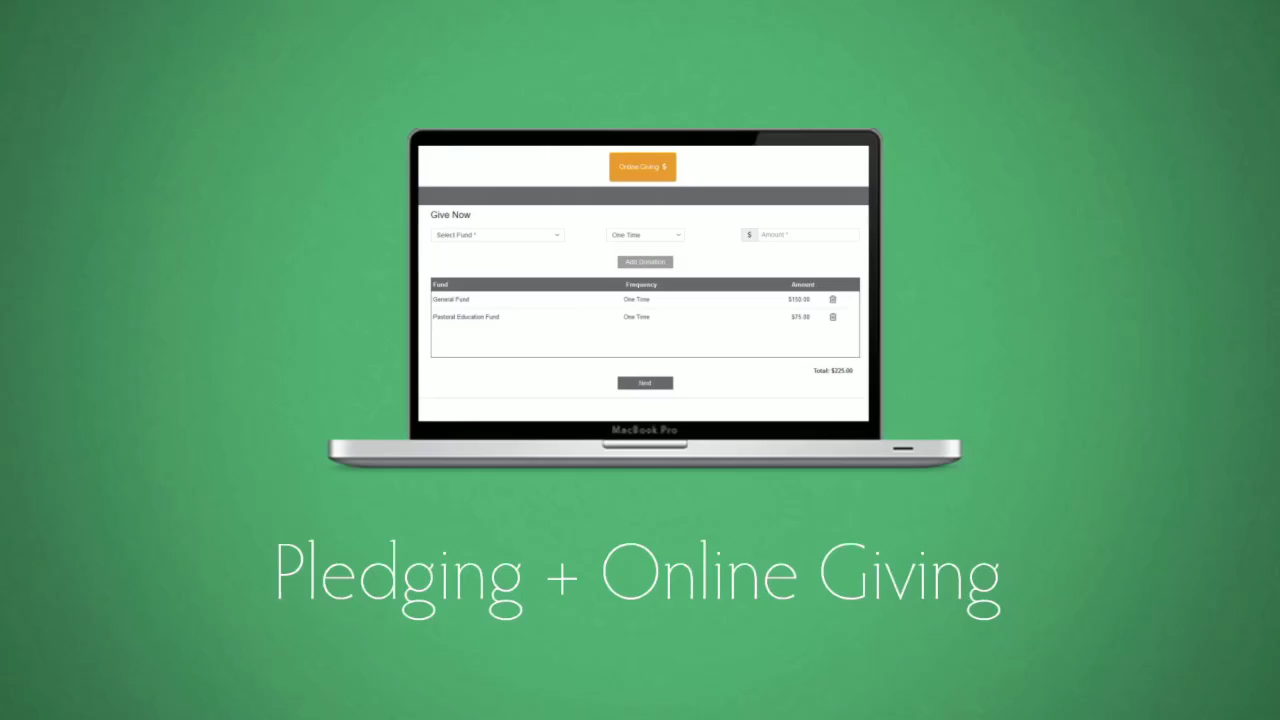 Online Giving $
Give Now
Select Fund * One Time $ Amount *
Add Donation
Fund Frequency Amount
General Fund One Time $150.00
Pastoral Education Fund One Time $75.00
Total: $225.00
Next
MacBook Pro
Pledging + Online Giving